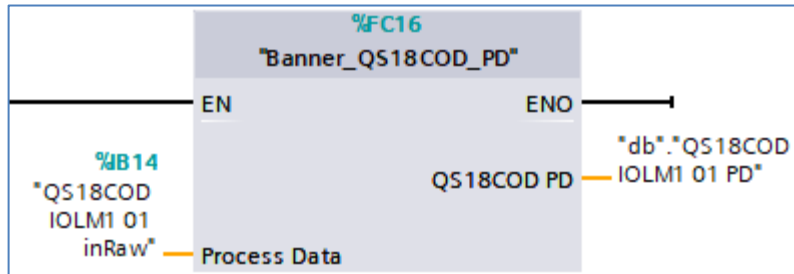 %FC16
"Banner_QS18COD_PD"
EN
ENO
%IB14
"QS18COD
IOLM1 01
inRaw"
Process Data
QS18COD PD
"db"."QS18COD
IOLM1 01 PD"